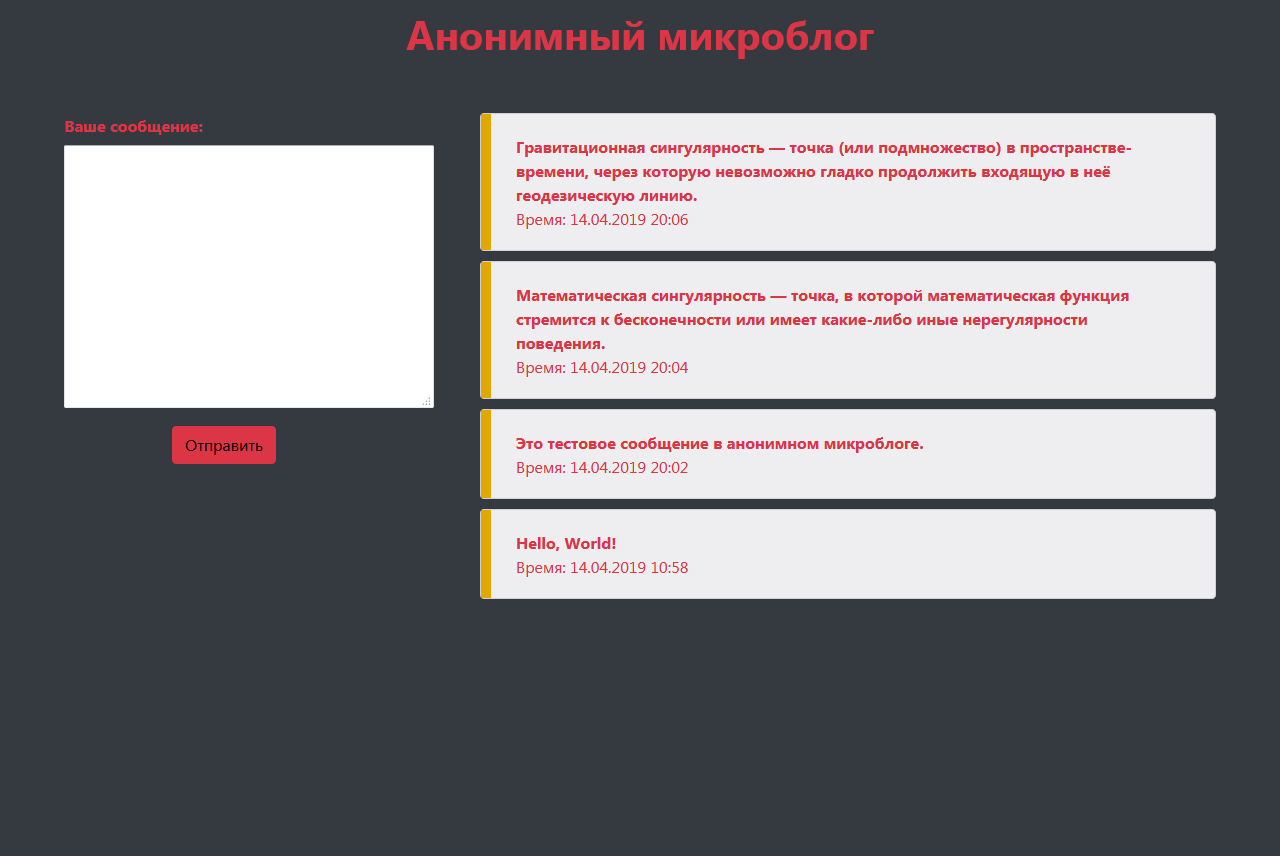 Анонимный микроблог
Ваше сообщение:
Отправить
Гравитационная сингулярность — точка (или подмножество) в пространстве-
времени, через которую невозможно гладко продолжить входящую в неё
геодезическую линию.
Время: 14.04.2019 20:06
Математическая сингулярность — точка, в которой математическая функция
стремится к бесконечности или имеет какие-либо иные нерегулярности
поведения.
Время: 14.04.2019 20:04
Это тестовое сообщение в анонимном микроблоге.
Время: 14.04.2019 20:02
Hello, World!
Время: 14.04.2019 10:58